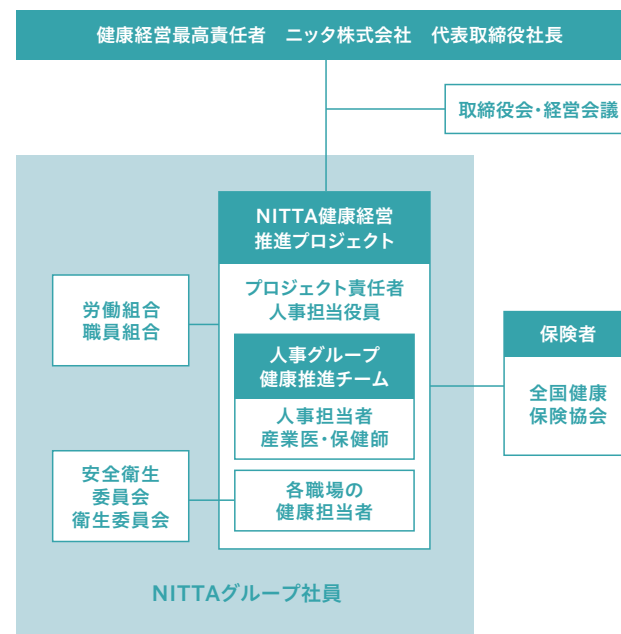 健康経営最高責任者　ニッタ株式会社　代表取締役社長
取締役会・経営会議
NITTA健康経営
推進プロジェクト
プロジェクト責任者
人事担当役員
労働組合
職員組合
人事グループ
健康推進チーム
人事担当者
産業医・保健師
保険者
全国健康
保険協会
安全衛生
委員会
衛生委員会
各職場の
健康担当者
NITTAグループ社員